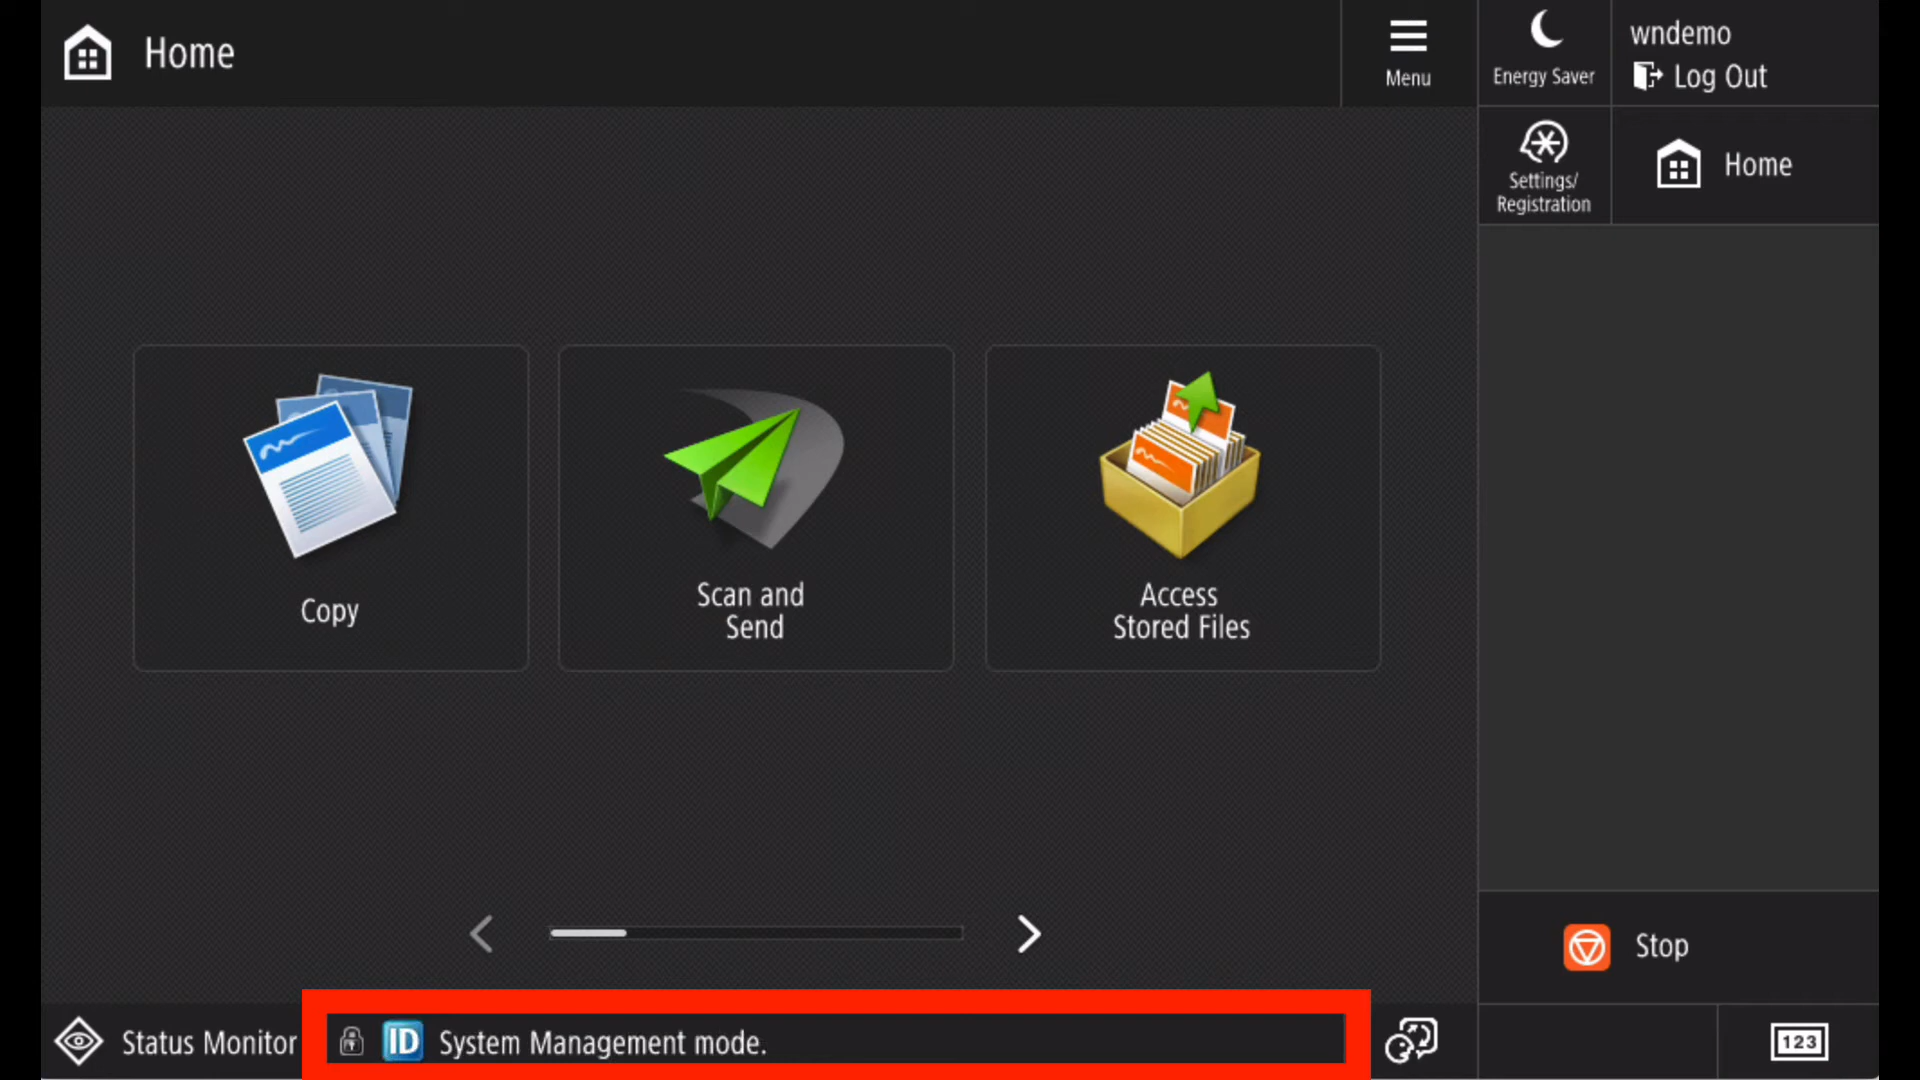 Home
Menu
Energy Saver
wndemo
Log Out
Settings/
Registration
Home
Copy
Scan and
Send
Access
Stored Files
Stop
Status Monitor
ID System Management mode.
123